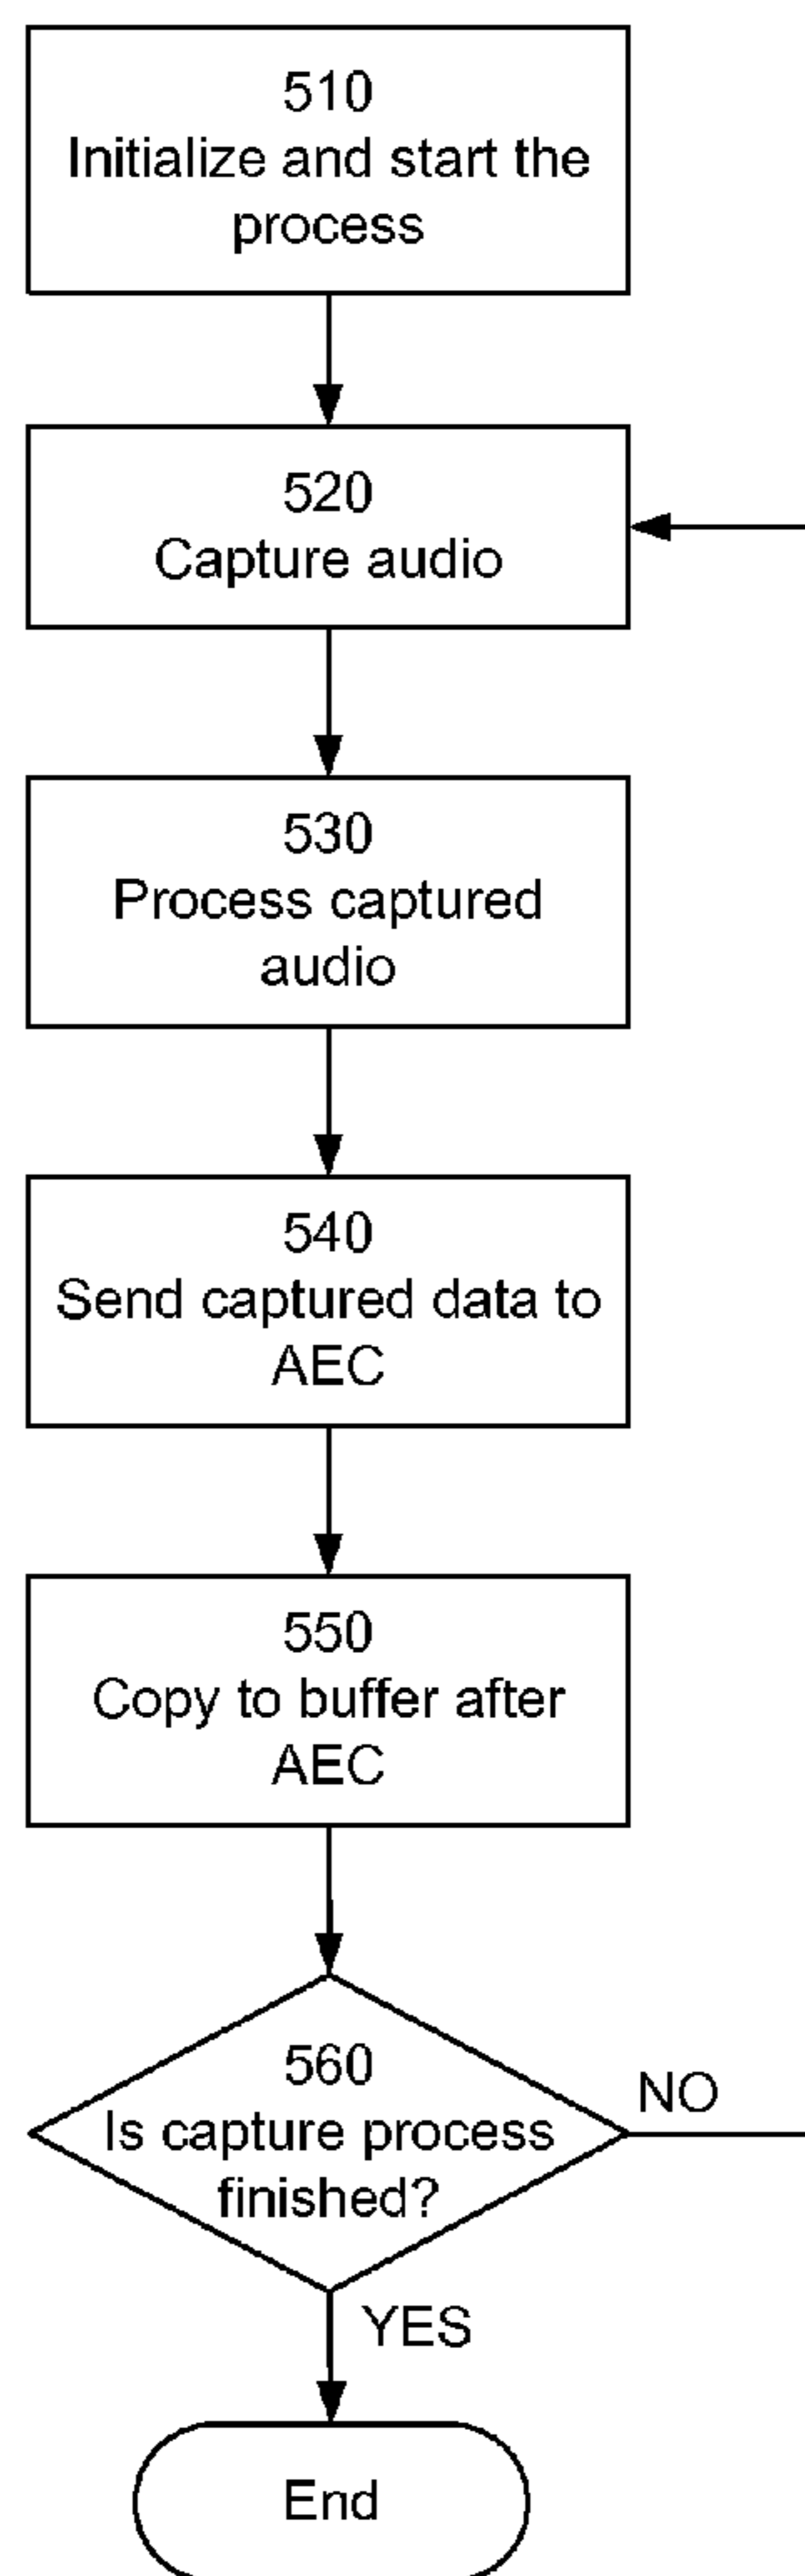 510
Initialize and start the
process
520
Capture audio
530
Process captured
audio
540
Send captured data to
AEC
550
Copy to buffer after
AEC
560
Is capture process
finished?
NO
YES
End